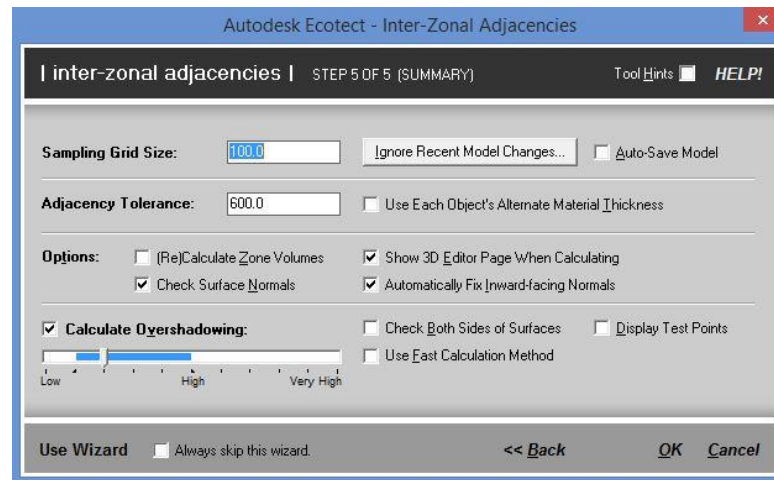 Autodesk Ecotect - Inter-Zonal Adjacencies
| inter-zonal adjacencies | STEP 5 OF 5 (SUMMARY) Tool Hints HELP!
Sampling Grid Size: 100.0 Ignore Recent Model Changes... Auto-Save Model
Adjacency Tolerance: 600.0 Use Each Object's Alternate Material Thickness
Options: (Re)Calculate Zone Volumes Show 3D Editor Page When Calculating
Check Surface Normals Automatically Fix Inward-facing Normals
Calculate Overshadowing: Check Both Sides of Surfaces Display Test Points
Use Fast Calculation Method
Low High Very High
Use Wizard Always skip this wizard. << Back OK Cancel